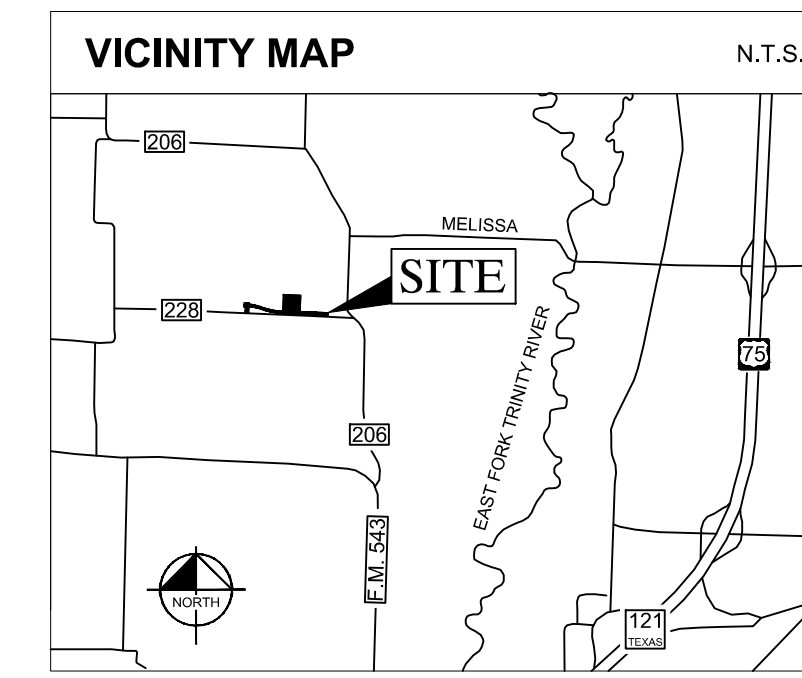 VICINITY MAP
N.T.S.
206
MELISSA
SITE
228
EAST FORK TRINITY RIVER
75
206
F.M. 543
NORTH
121
TEXAS